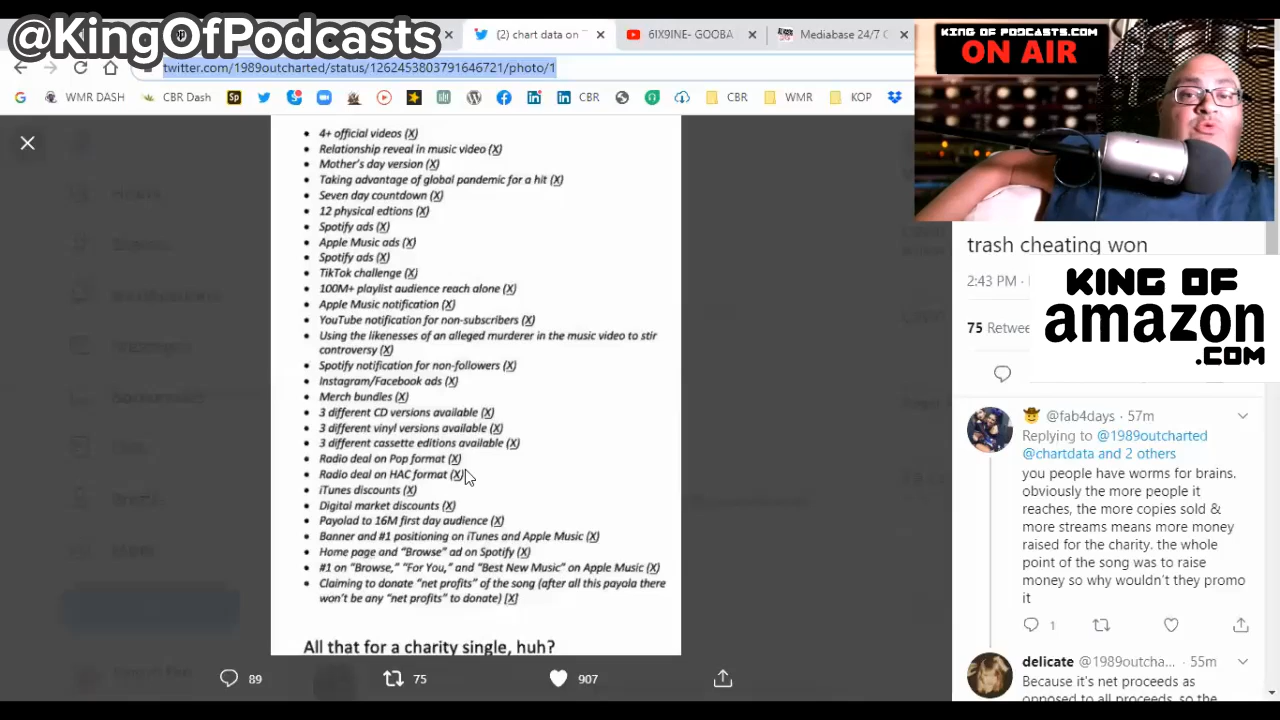 @KingOfPodcasts
(2) chart data on
6IX9INE- GOOBA
Mediabase 24/7
twitter.com/1989outcharted/status/1262453803791646721/photo/1
WMR DASH
CBR Dash
CBR
CBR
WMR
KOP
KING OF PODCASTS.COM
ON AIR
4+ official videos (X)
Relationship reveal in music video (X)
Mother's day version (X)
Taking advantage of global pandemic for a hit (X)
Seven day countdown (X)
12 physical edtions (X)
Spotify ads (X)
Apple Music ads (X)
Spotify ads (X)
TikTok challenge (X)
100M+ playlist audience reach alone (X)
Apple Music notification (X)
YouTube notification for non-subscribers (X)
Using the likenesses of an alleged murderer in the music video to stir
controversy (X)
Spotify notification for non-followers (X)
Instagram/Facebook ads (X)
Merch bundles (X)
3 different CD versions available (X)
3 different vinyl versions available (X)
3 different cassette editions available (X)
Radio deal on Pop format (X)
Radio deal on HAC format (X)
iTunes discounts (X)
Digital market discounts (X)
Payolad to 16M first day audience (X)
Banner and #1 positioning on iTunes and Apple Music (X)
Home page and "Browse" ad on Spotify (X)
#1 on "Browse," "For You," and "Best New Music" on Apple Music (X)
Claiming to donate "net profits" of the song (after all this payola there
won't be any "net profits" to donate) [X]
All that for a charity single, huh?
89
75
907
trash cheating won
2:43 PM
75 Retwee
KING OF
amazon
.COM
@fab4days · 57m
Replying to @1989outcharted
@chartdata and 2 others
you people have worms for brains.
obviously the more people it
reaches, the more copies sold &
more streams means more money
raised for the charity. the whole
point of the song was to raise
money so why wouldn't they promo
it
1
delicate @1989outcha... · 55m
Because it's net proceeds as
opposed to all proceeds, so the